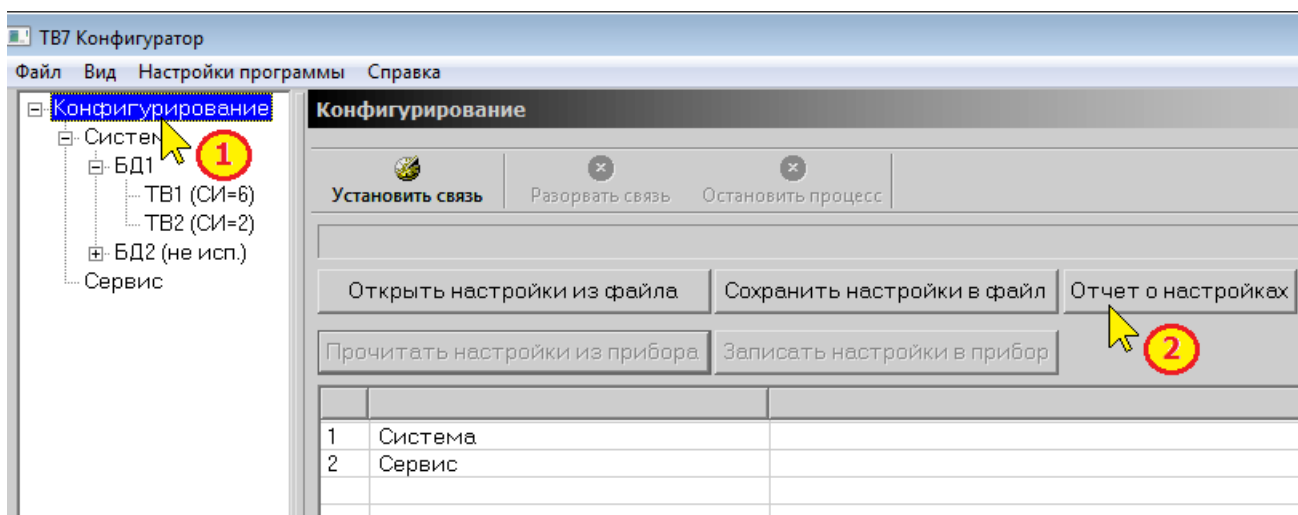 ТВ7 Конфигуратор
Файл Вид Настройки программы Справка
Конфигурирование
БД1
ТВ1 (СИ=6)
ТВ2 (СИ=2)
БД2 (не исп.)
Сервис
1
Конфигурирование
Установить связь Разорвать связь Остановить процесс
Открыть настройки из файла Сохранить настройки в файл Отчет о настройках
Прочитать настройки из прибора Записать настройки в прибор
2
1 Система
2 Сервис